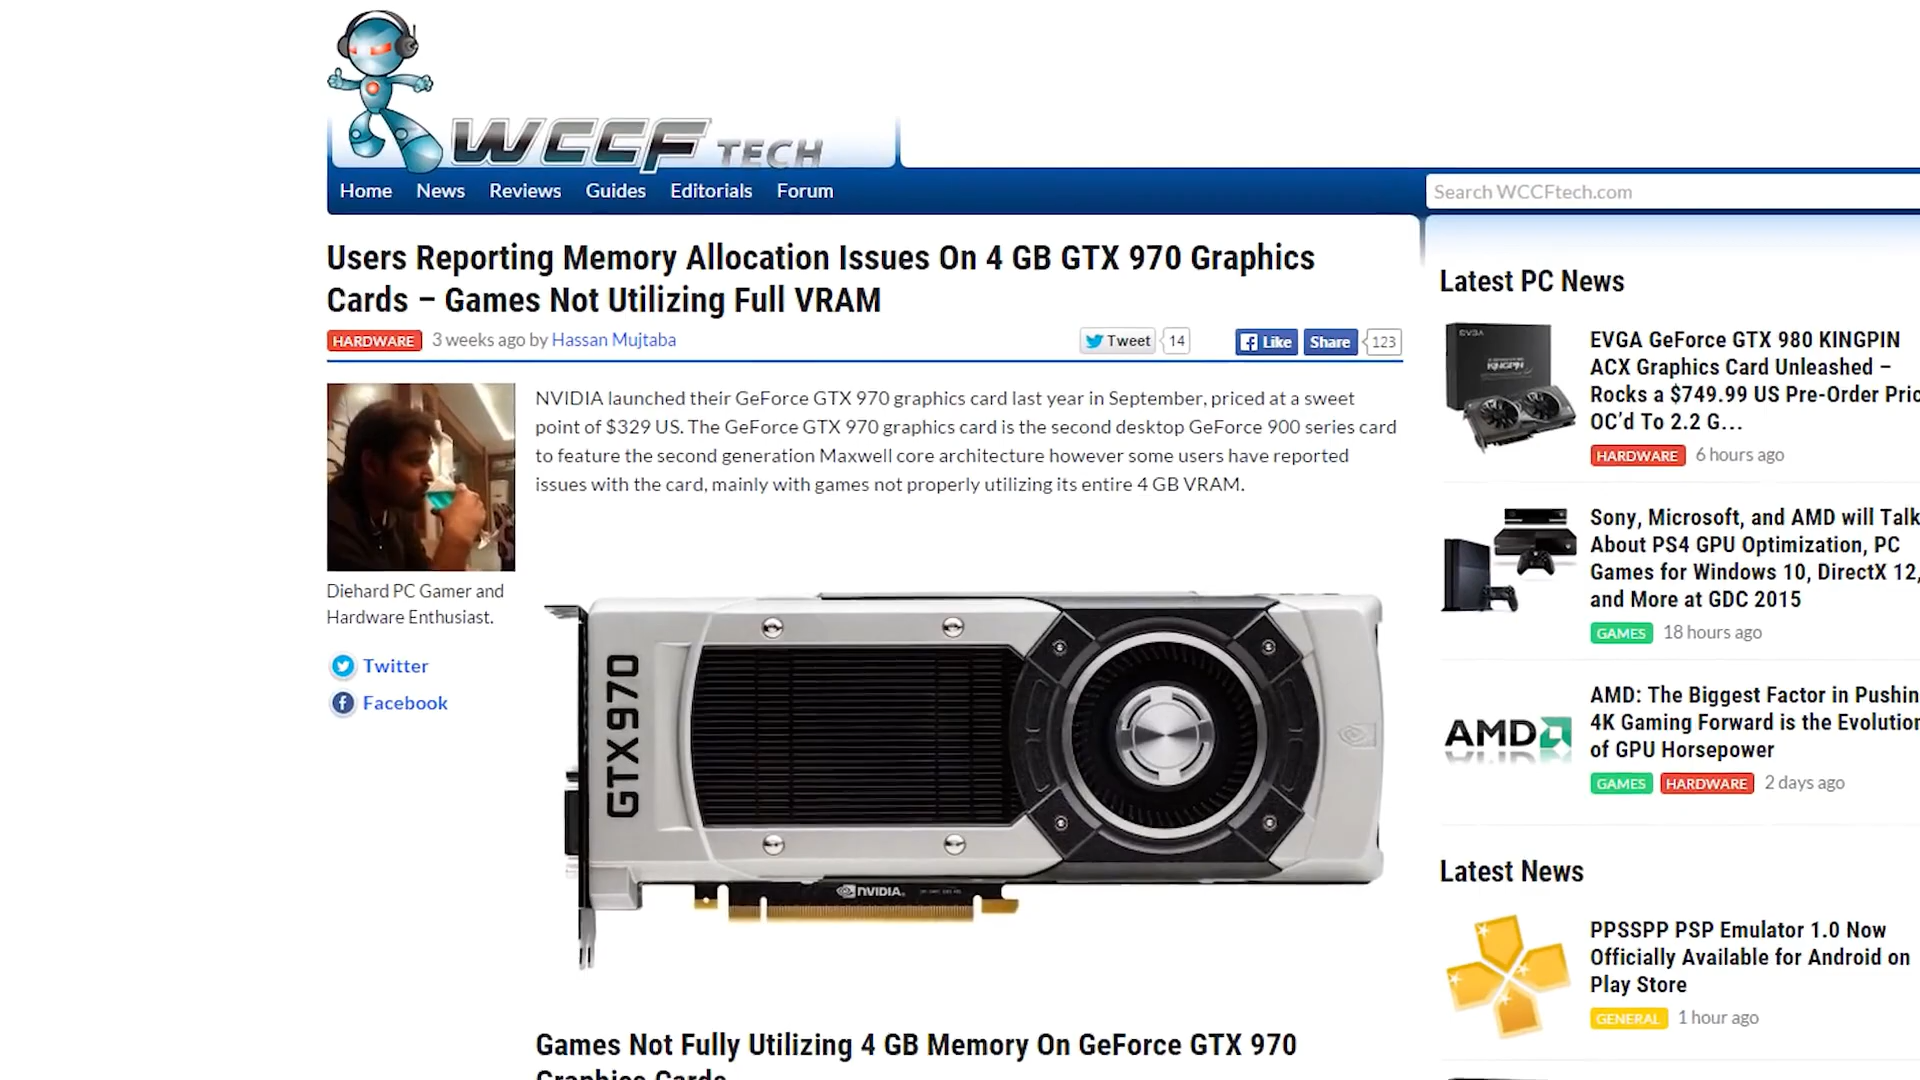 WCCF TECH
Home News Reviews Guides Editorials Forum
Search WCCFtech.com
Users Reporting Memory Allocation Issues On 4 GB GTX 970 Graphics
Cards – Games Not Utilizing Full VRAM
HARDWARE 3 weeks ago by Hassan Mujtaba
Tweet 14 Like Share 123
NVIDIA launched their GeForce GTX 970 graphics card last year in September, priced at a sweet
point of $329 US. The GeForce GTX 970 graphics card is the second desktop GeForce 900 series card
to feature the second generation Maxwell core architecture however some users have reported
issues with the card, mainly with games not properly utilizing its entire 4 GB VRAM.
Diehard PC Gamer and
Hardware Enthusiast.
Twitter
Facebook
GTX970
NVIDIA
Games Not Fully Utilizing 4 GB Memory On GeForce GTX 970
Graphics Cards
Latest PC News
EVGA
KINGPIN
EVGA GeForce GTX 980 KINGPIN
ACX Graphics Card Unleashed –
Rocks a $749.99 US Pre-Order Pric
OC’d To 2.2 G...
HARDWARE 6 hours ago
Sony, Microsoft, and AMD will Talk
About PS4 GPU Optimization, PC
Games for Windows 10, DirectX 12,
and More at GDC 2015
GAMES 18 hours ago
AMD
AMD: The Biggest Factor in Pushin
4K Gaming Forward is the Evolution
of GPU Horsepower
GAMES HARDWARE 2 days ago
Latest News
PPSSPP PSP Emulator 1.0 Now
Officially Available for Android on
Play Store
GENERAL 1 hour ago